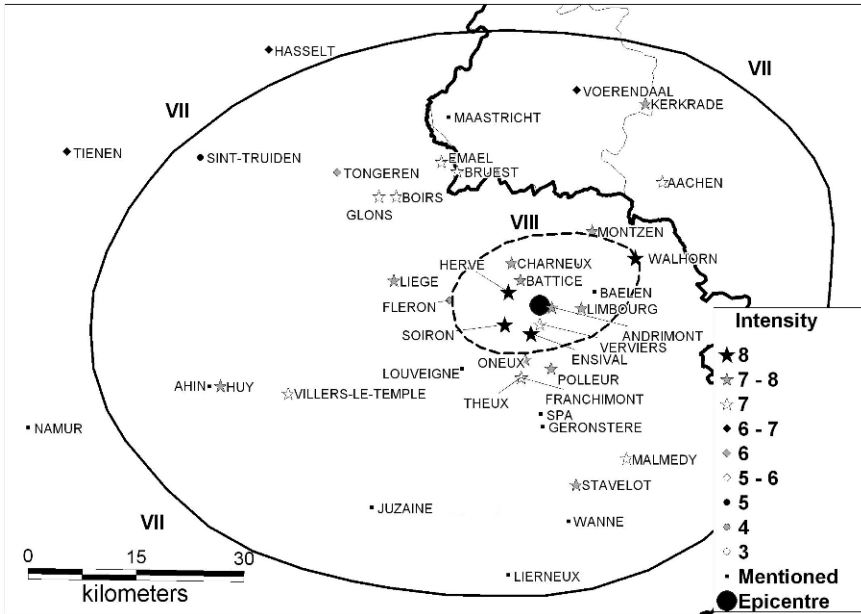 HASSELT
VII
VII
VOERENDAAL
KERKRADE
MAASTRICHT
TIENEN
SINT-TRUIDEN
EMAEL
BRUEST
TONGEREN
AACHEN
BOIRS
GLONS
VIII
MONTZEN
HERVE
CHARNEUX
WALHORN
LIEGE
BATTICE
BAELEN
FLERON
LIMBOURG
SOIRON
ANDRIMONT
VERVIERS
ENSIVAL
ONEUX
LOUVEIGNE
POLLEUR
AHIN
HUY
VILLERS-LE-TEMPLE
THEUX
FRANCHIMONT
SPA
NAMUR
GERONSTERE
MALMEDY
STAVELOT
JUZAINE
VII
WANNE
LIERNEUX
0 15 30
kilometers
Intensity
8
7 - 8
7
6 - 7
6
5 - 6
5
4
3
Mentioned
Epicentre